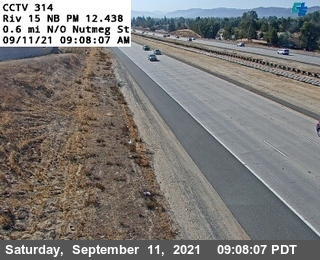 CCTV 314
Riv 15 NB PM 12.438
0.6 mi N/O Nutmeg St
09/11/21 09:08:07 AM
Saturday, September 11, 2021 09:08:07 PDT